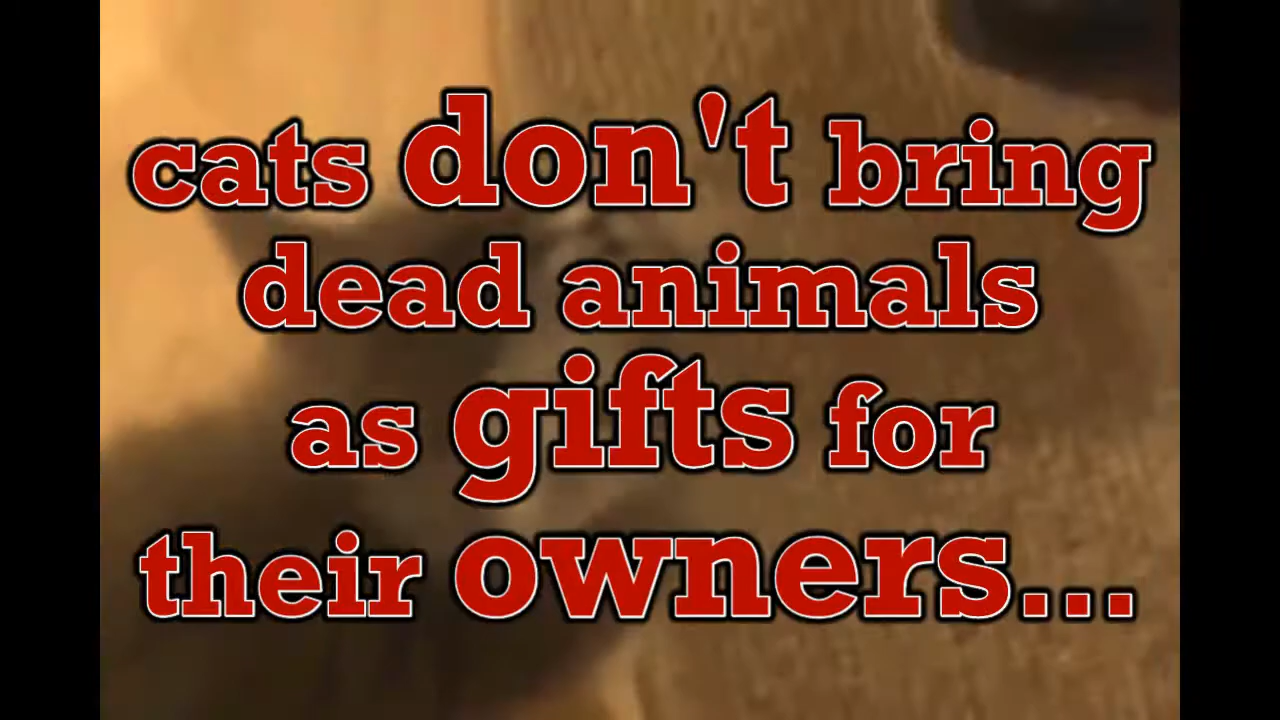 cats don't bring
dead animals
as gifts for
their owners...